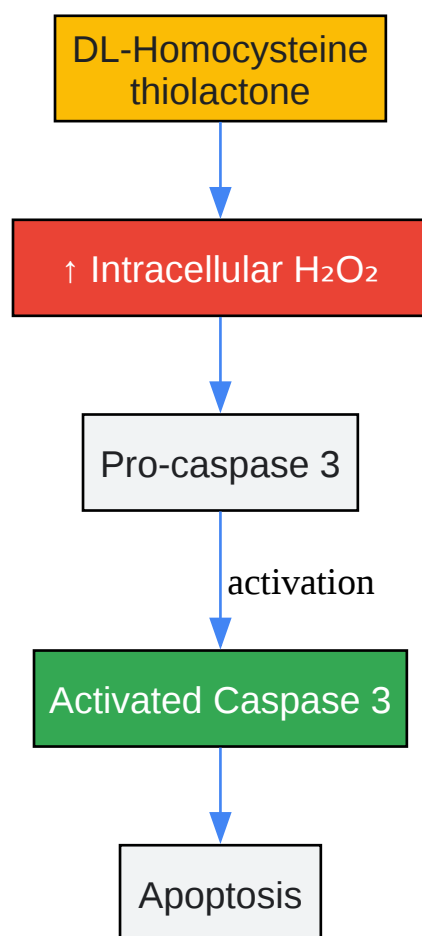 DL-Homocysteine
thiolactone
↑ Intracellular H₂O₂
Pro-caspase 3
activation
Activated Caspase 3
Apoptosis